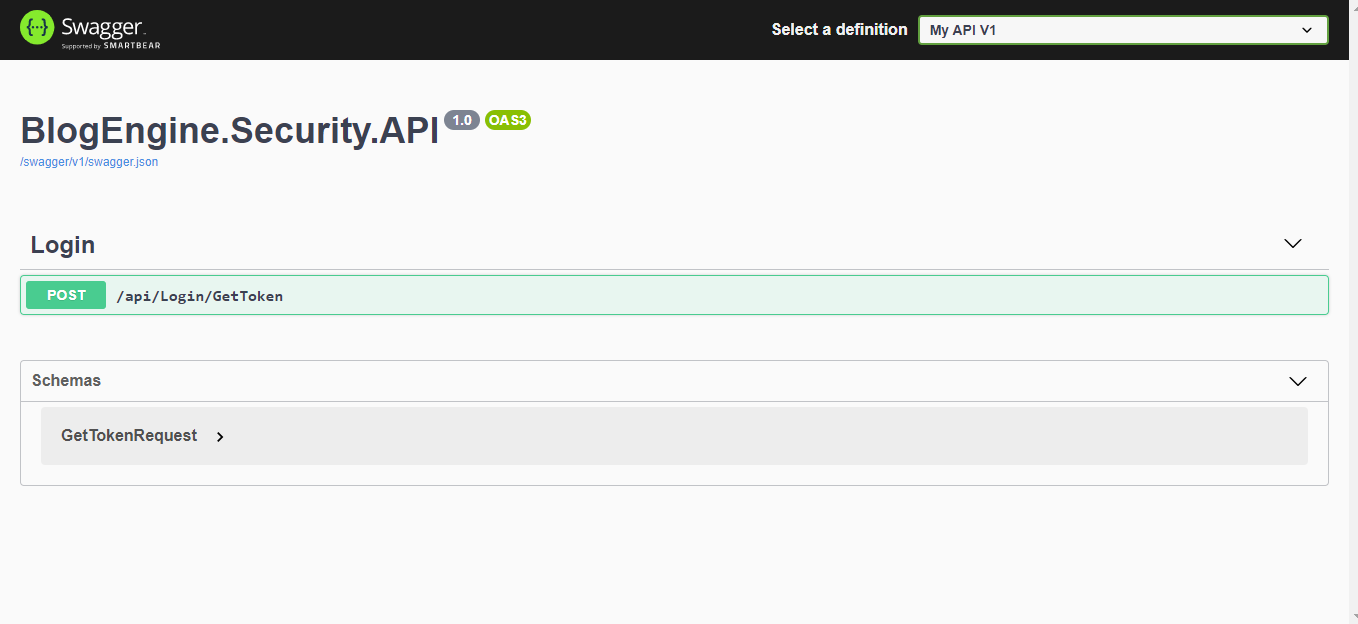 Swagger
Supported by SMARTBEAR
Select a definition
My API V1
BlogEngine.Security.API 1.0 OAS3
/swagger/v1/swagger.json
Login
POST /api/Login/GetToken
Schemas
GetTokenRequest